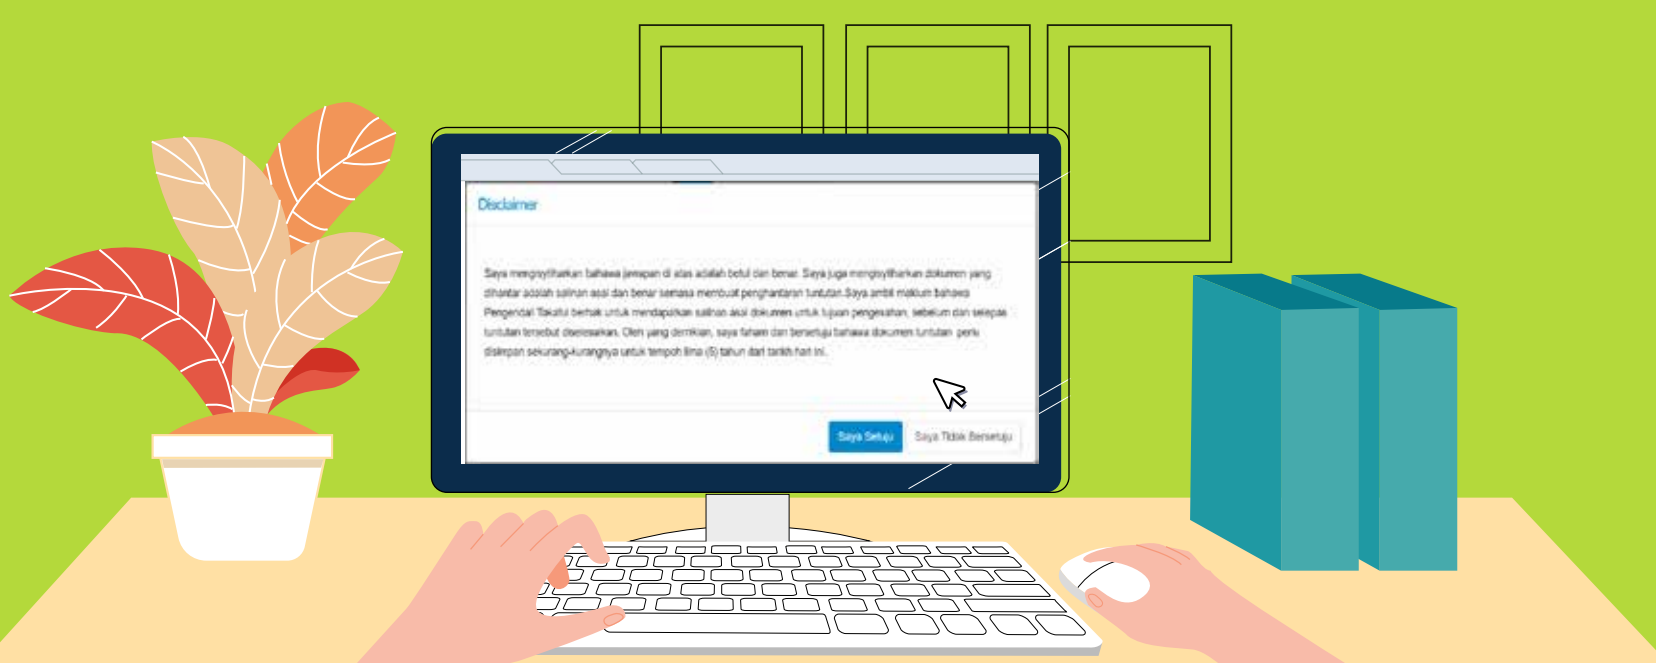 Disclaimer
Saya mengisytiharkan bahawa jawapan di atas adalah betul dan benar. Saya juga mengisytiharkan dokumen yang
dihantar adalah salinan asal dan benar semasa membuat penghantaran tuntutan.Saya ambil maklum bahawa
Pengendali Takaful berhak untuk mendapatkan salinan asal dokumen untuk tujuan pengesahan, sebelum dan selepas
tuntutan tersebut diselesaikan. Oleh yang demikian, saya faham dan bersetuju bahawa dokumen tuntutan perlu
disimpan sekurang-kurangnya untuk tempoh lima (5) tahun dari tarikh hari ini.
Saya Setuju
Saya Tidak Bersetuju